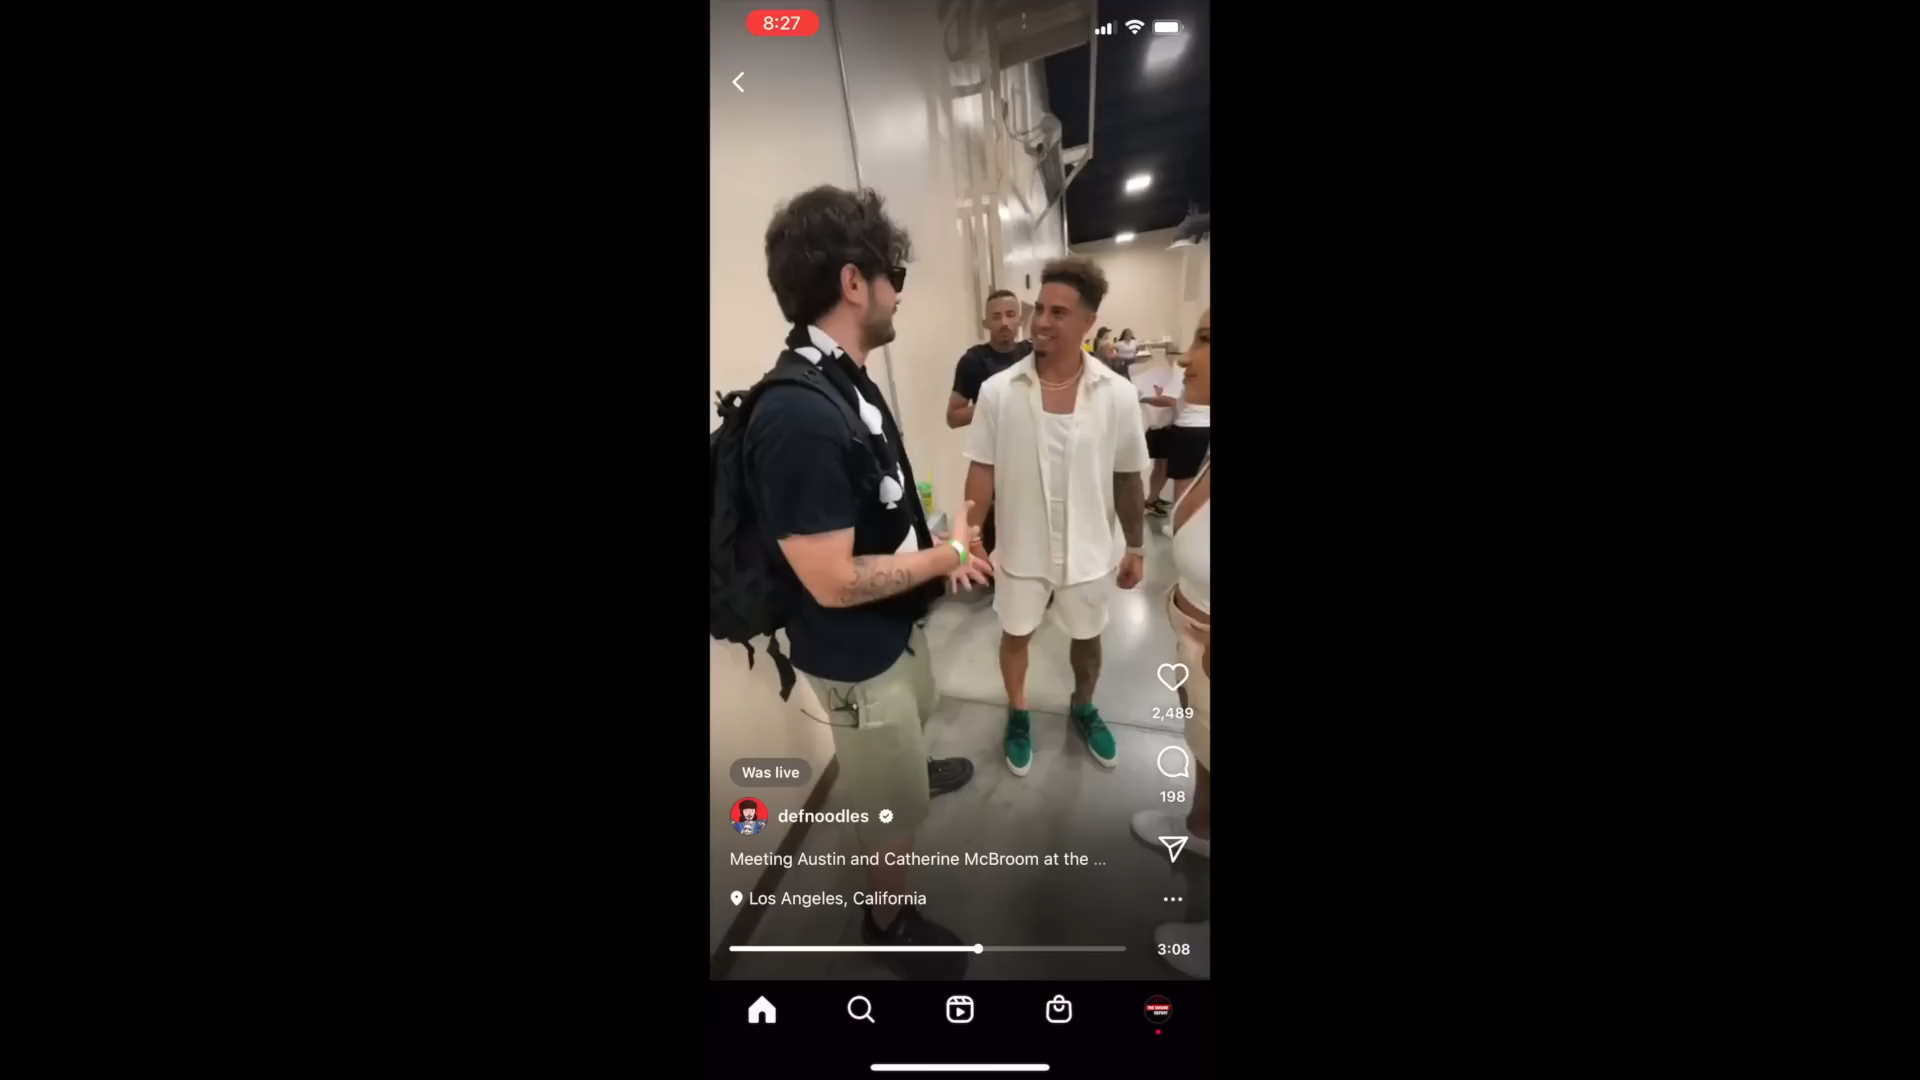 8:27
2,489
Was live
198
defnoodles
Meeting Austin and Catherine McBroom at the ...
Los Angeles, California
3:08